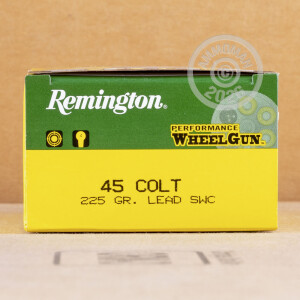 Remington
PERFORMANCE
WHEELGUN
45 COLT
225 GR. LEAD SWC